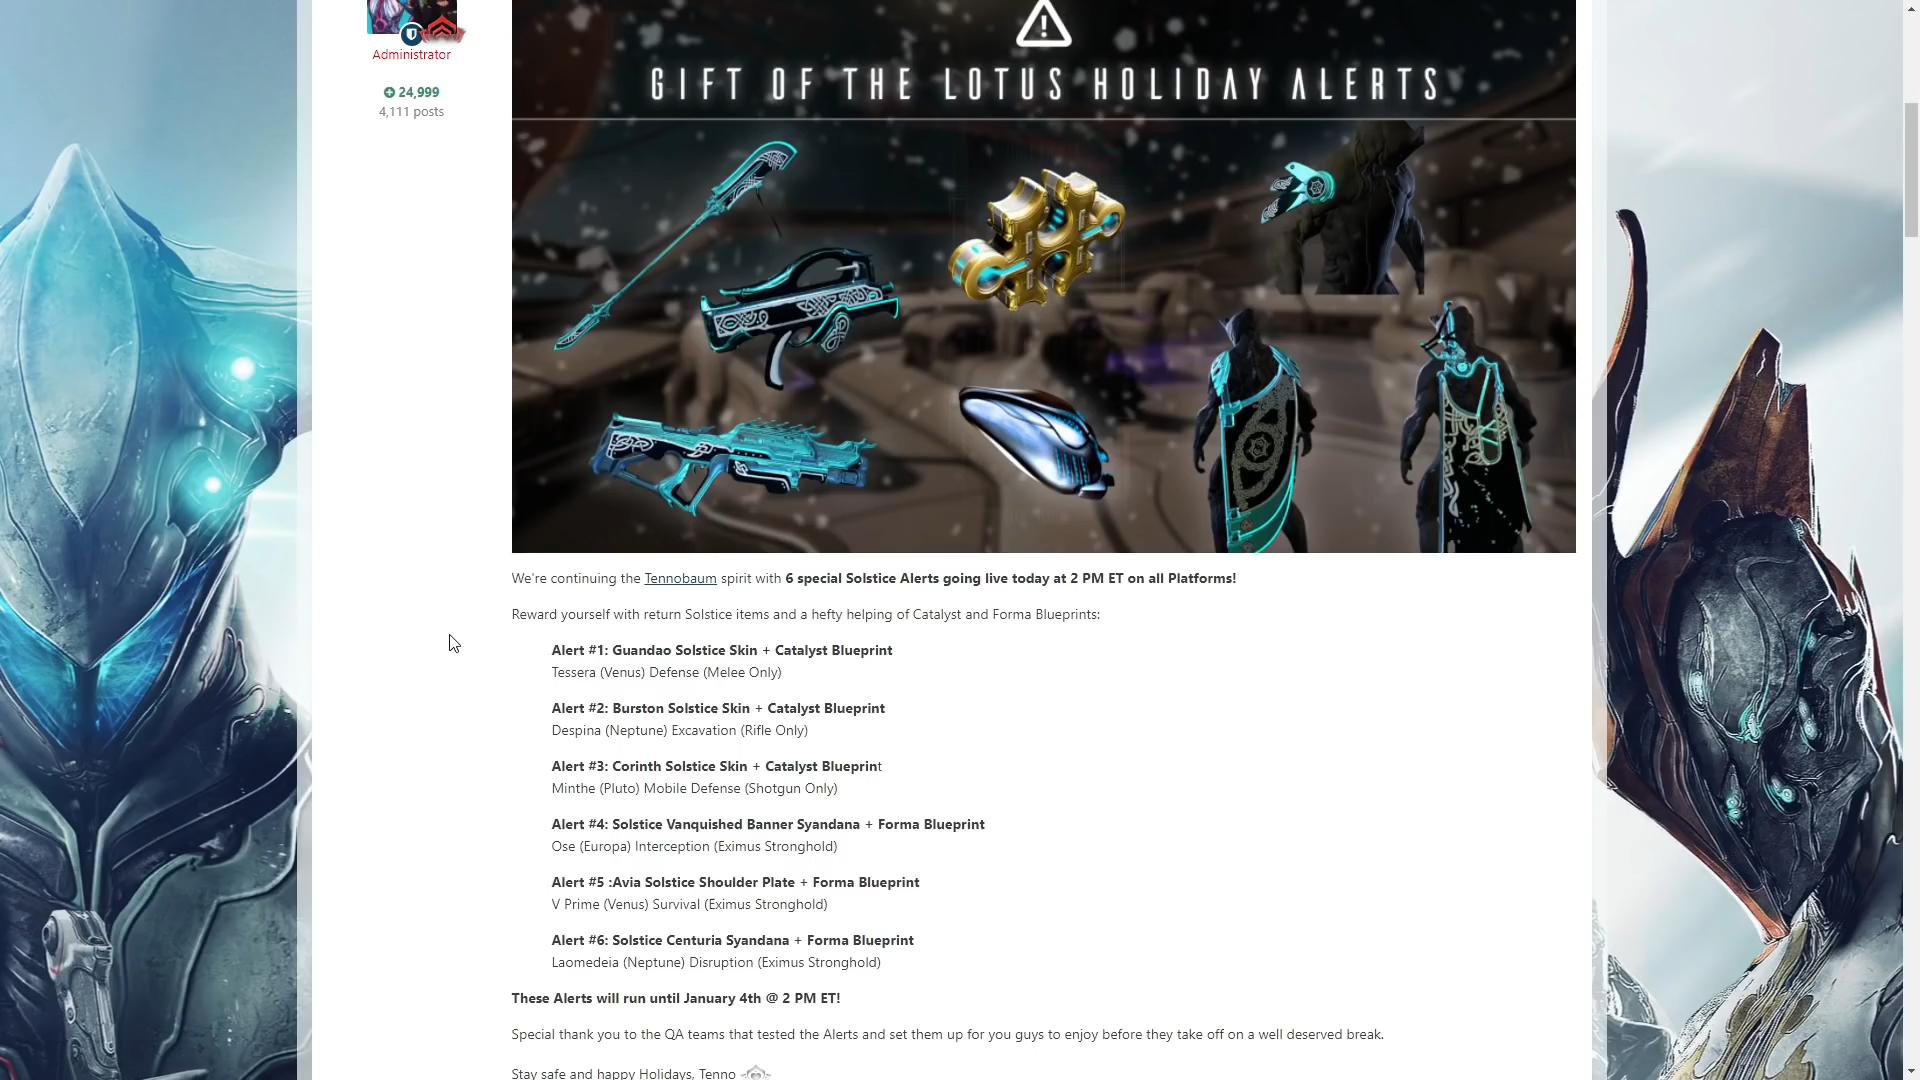 Administrator
24,999
4,111 posts
GIFT OF THE LOTUS HOLIDAY ALERTS
We're continuing the Tennobaum spirit with 6 special Solstice Alerts going live today at 2 PM ET on all Platforms!
Reward yourself with return Solstice items and a hefty helping of Catalyst and Forma Blueprints:
Alert #1: Guandao Solstice Skin + Catalyst Blueprint
Tessera (Venus) Defense (Melee Only)
Alert #2: Burston Solstice Skin + Catalyst Blueprint
Despina (Neptune) Excavation (Rifle Only)
Alert #3: Corinth Solstice Skin + Catalyst Blueprint
Minthe (Pluto) Mobile Defense (Shotgun Only)
Alert #4: Solstice Vanquished Banner Syandana + Forma Blueprint
Ose (Europa) Interception (Eximus Stronghold)
Alert #5 :Avia Solstice Shoulder Plate + Forma Blueprint
V Prime (Venus) Survival (Eximus Stronghold)
Alert #6: Solstice Centuria Syandana + Forma Blueprint
Laomedeia (Neptune) Disruption (Eximus Stronghold)
These Alerts will run until January 4th @ 2 PM ET!
Special thank you to the QA teams that tested the Alerts and set them up for you guys to enjoy before they take off on a well deserved break.
Stay safe and happy Holidays, Tenno